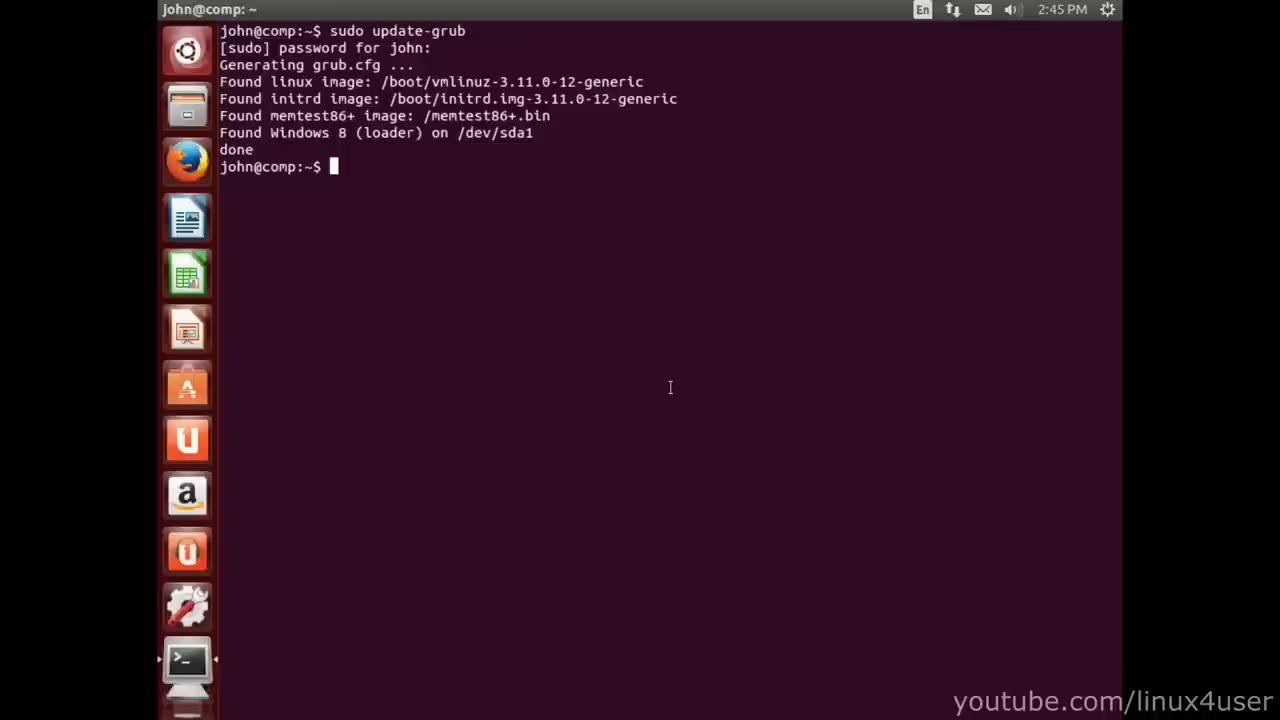 john@comp: ~
En
2:45 PM
john@comp:~$ sudo update-grub
[sudo] password for john:
Generating grub.cfg ...
Found linux image: /boot/vmlinuz-3.11.0-12-generic
Found initrd image: /boot/initrd.img-3.11.0-12-generic
Found memtest86+ image: /memtest86+.bin
Found Windows 8 (loader) on /dev/sda1
done
john@comp:~$
youtube.com/linux4user